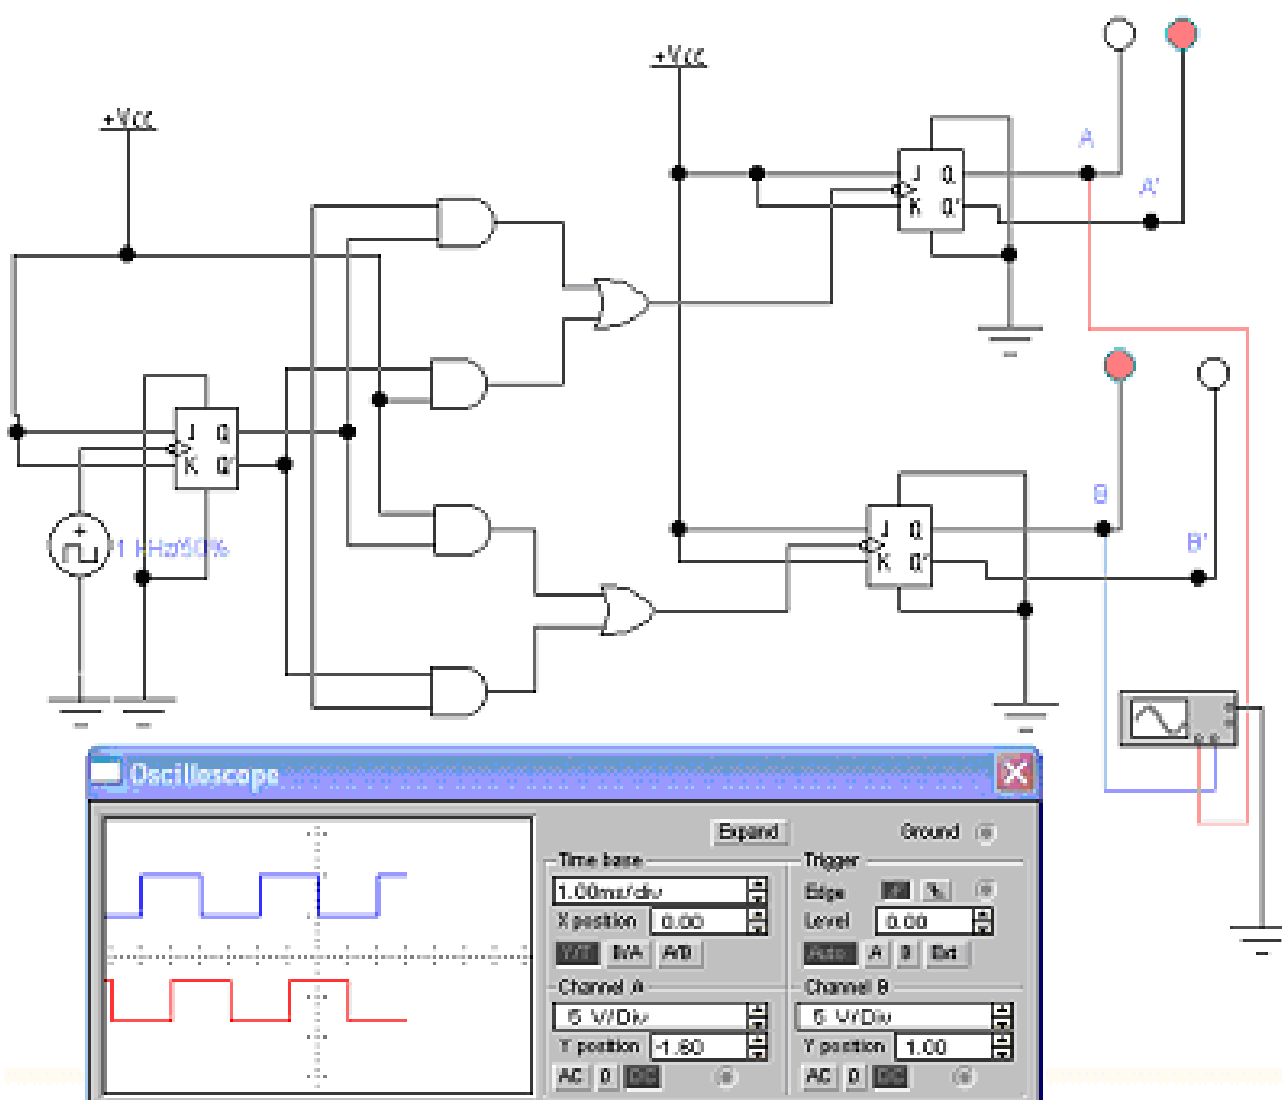 +Vcc
+Vcc
A
A'
J Q
K Q'
J Q
K Q'
1 kHz/50%
B
B'
J Q
K Q'
Oscilloscope
Expand
Ground
Time base
Trigger
1.00ms/div
Edge
X position 0.00
Level 0.00
Y/T B/A A/B
Auto A B Ext
Channel A
Channel B
5 V/Div
5 V/Div
Y position -1.60
Y position 1.00
AC 0 DC
AC 0 DC